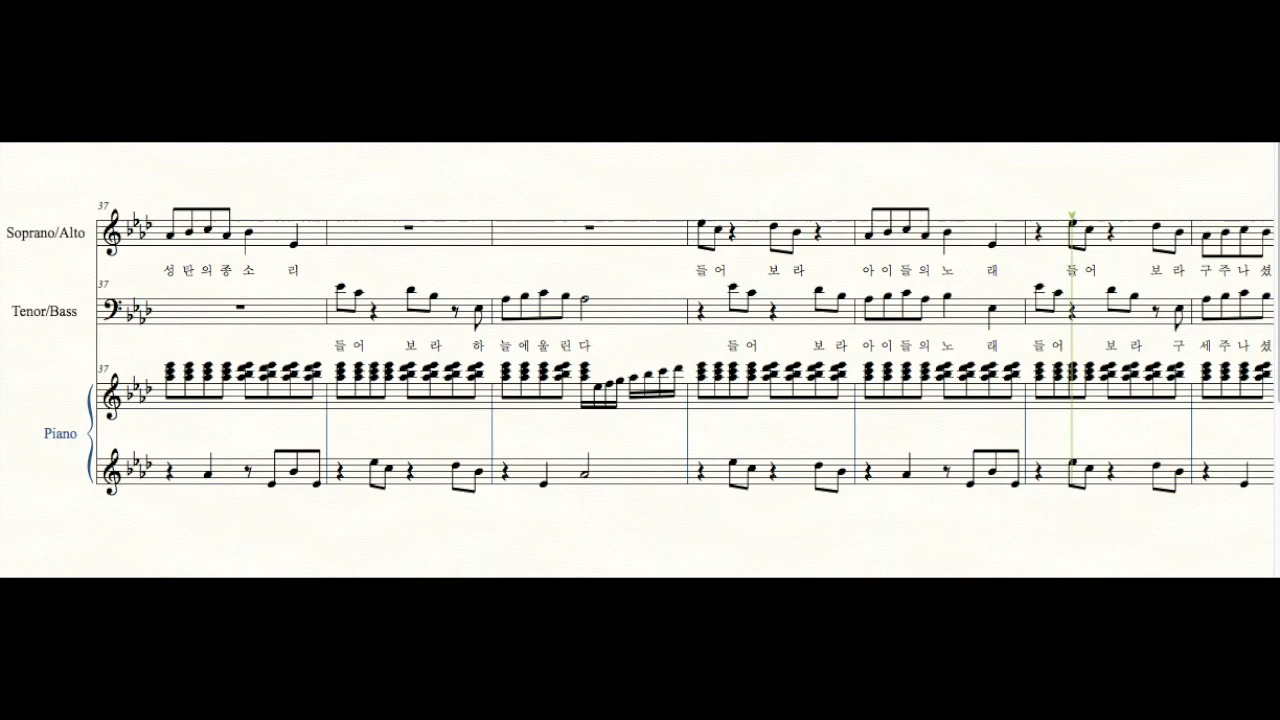 37
Soprano/Alto
성 탄 의 종 소 리 들 어 보 라 아 이 들 의 노 래 들 어 보 라 구 주 나 셨
37
Tenor/Bass
들 어 보 라 하 늘 에 울 린 다 들 어 보 라 아 이 들 의 노 래 들 어 보 라 구 세 주 나 셨
37
Piano